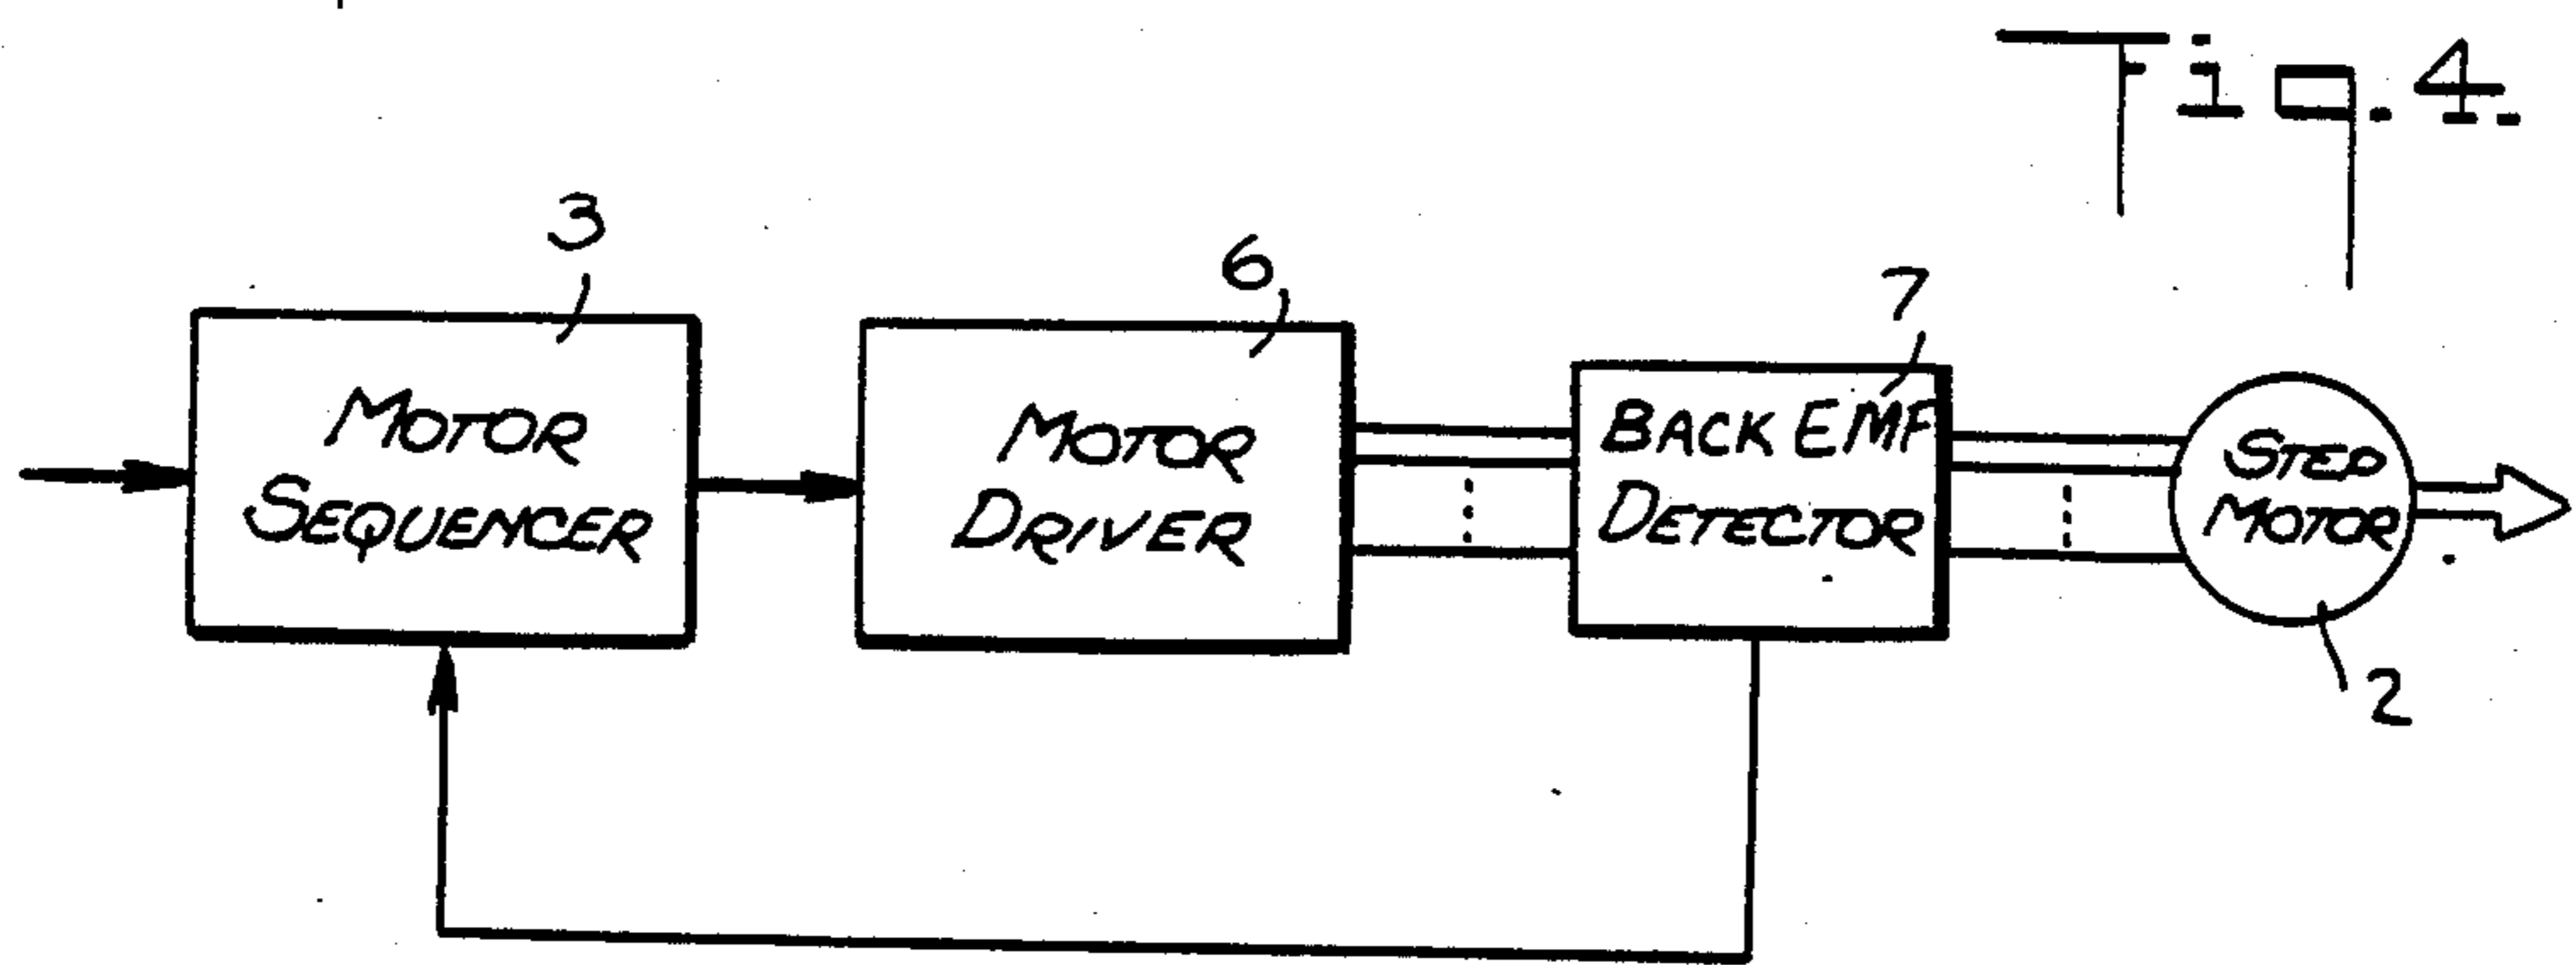 Fig. 4.
3
6
7
MOTOR
SEQUENCER
MOTOR
DRIVER
BACK EMF
DETECTOR
STEP
MOTOR
2